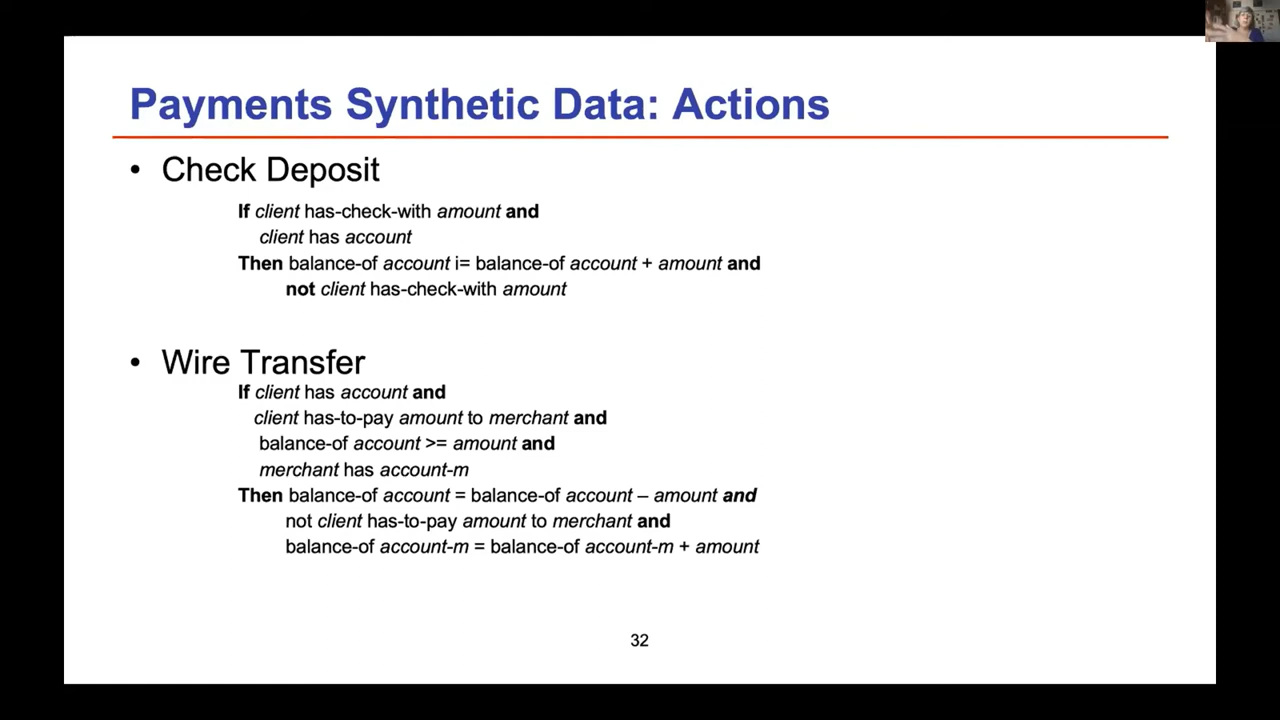 Payments Synthetic Data: Actions
• Check Deposit
If client has-check-with amount and
client has account
Then balance-of account i= balance-of account + amount and
not client has-check-with amount
• Wire Transfer
If client has account and
client has-to-pay amount to merchant and
balance-of account >= amount and
merchant has account-m
Then balance-of account = balance-of account – amount and
not client has-to-pay amount to merchant and
balance-of account-m = balance-of account-m + amount
32